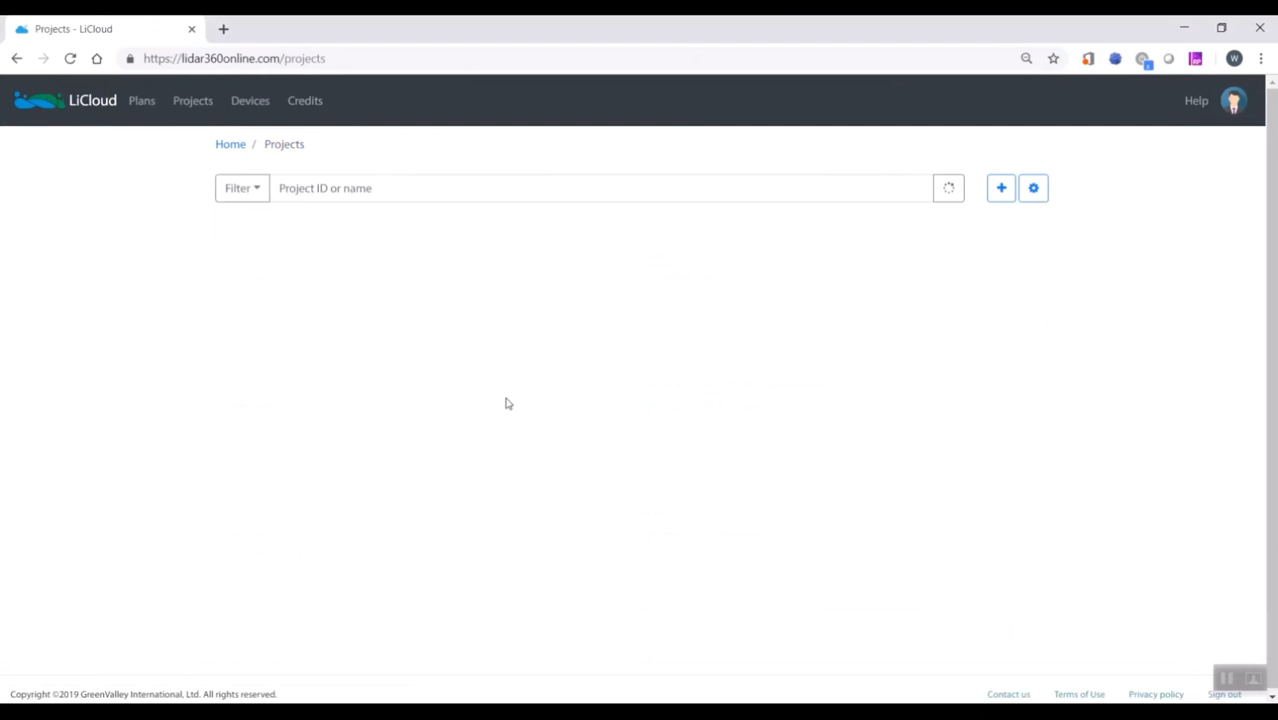 Projects - LiCloud
https://lidar360online.com/projects
W
LiCloud Plans Projects Devices Credits Help
Home / Projects
Filter Project ID or name
Copyright ©2019 GreenValley International, Ltd. All rights reserved. Contact us Terms of Use Privacy policy Sign out